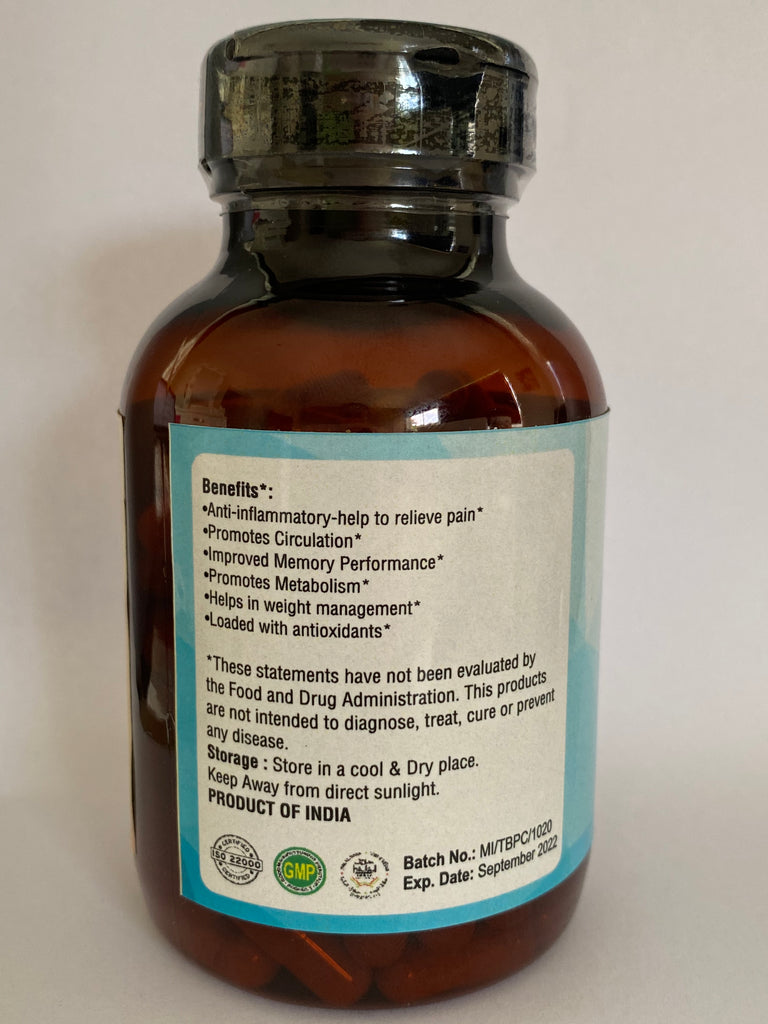 Benefits*:
•Anti-inflammatory-help to relieve pain*
•Promotes Circulation*
•Improved Memory Performance*
•Promotes Metabolism*
•Helps in weight management*
•Loaded with antioxidants*
*These statements have not been evaluated by
the Food and Drug Administration. This products
are not intended to diagnose, treat, cure or prevent
any disease.
Storage : Store in a cool & Dry place.
Keep Away from direct sunlight.
PRODUCT OF INDIA
CERTIFIED
ISO 22000
CERTIFIED
GMP
Batch No.: MI/TBPC/1020
Exp. Date: September 2022